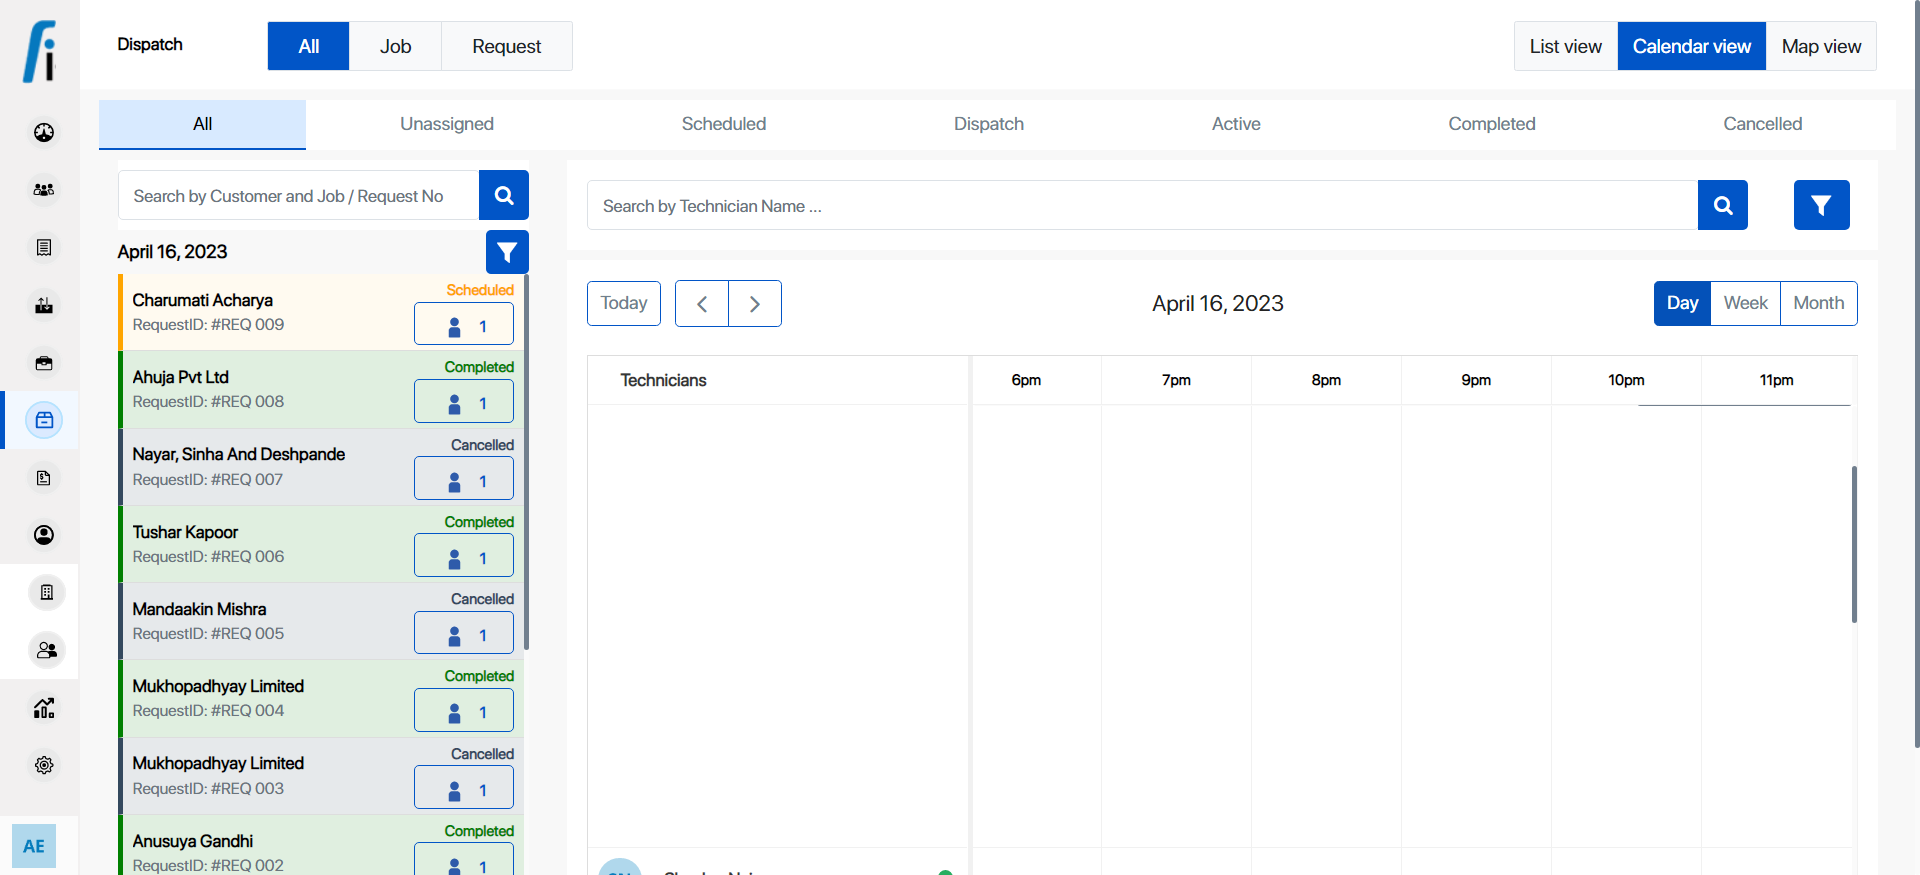 Dispatch
All
Job
Request
List view
Calendar view
Map view
All
Unassigned
Scheduled
Dispatch
Active
Completed
Cancelled
Search by Customer and Job / Request No
April 16, 2023
Scheduled
Charumati Acharya
RequestID: #REQ 009
1
Completed
Ahuja Pvt Ltd
RequestID: #REQ 008
1
Cancelled
Nayar, Sinha And Deshpande
RequestID: #REQ 007
1
Completed
Tushar Kapoor
RequestID: #REQ 006
1
Cancelled
Mandaakin Mishra
RequestID: #REQ 005
1
Completed
Mukhopadhyay Limited
RequestID: #REQ 004
1
Cancelled
Mukhopadhyay Limited
RequestID: #REQ 003
1
Completed
Anusuya Gandhi
RequestID: #REQ 002
1
AE
Search by Technician Name ...
Today
April 16, 2023
Day
Week
Month
Technicians
6pm
7pm
8pm
9pm
10pm
11pm